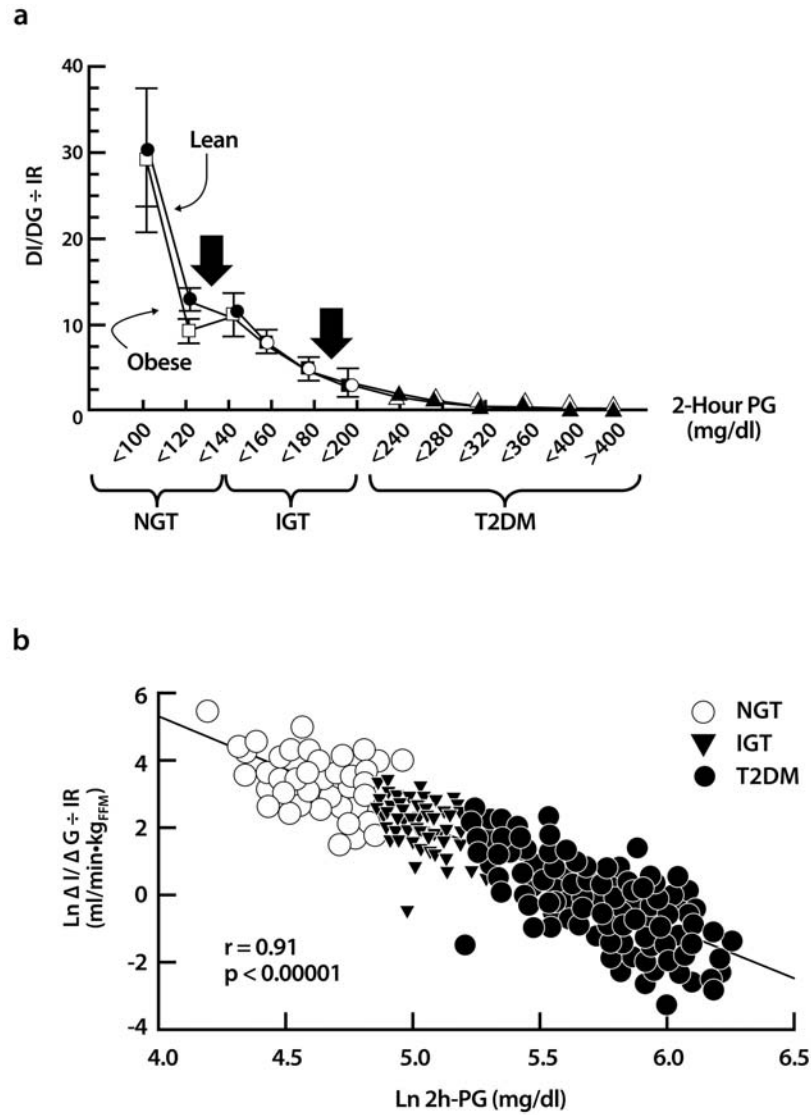 a
40
30
20
10
0
DI/DG ÷ IR
Lean
Obese
<100 <120 <140 <160 <180 <200 <240 <280 <320 <360 <400 >400
2-Hour PG
(mg/dl)
NGT IGT T2DM
b
6
4
2
0
-2
-4
Ln Δ I/Δ G ÷ IR
(ml/min•kgFFM)
NGT
IGT
T2DM
r = 0.91
p < 0.00001
4.0 4.5 5.0 5.5 6.0 6.5
Ln 2h-PG (mg/dl)